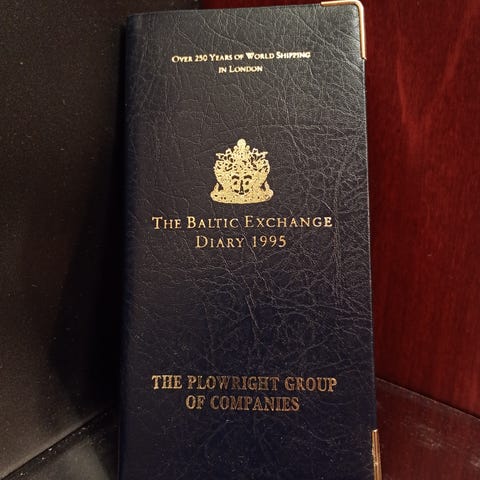 Over 250 Years of World Shipping
in London
The Baltic Exchange
Diary 1995
THE PLOWRIGHT GROUP
OF COMPANIES